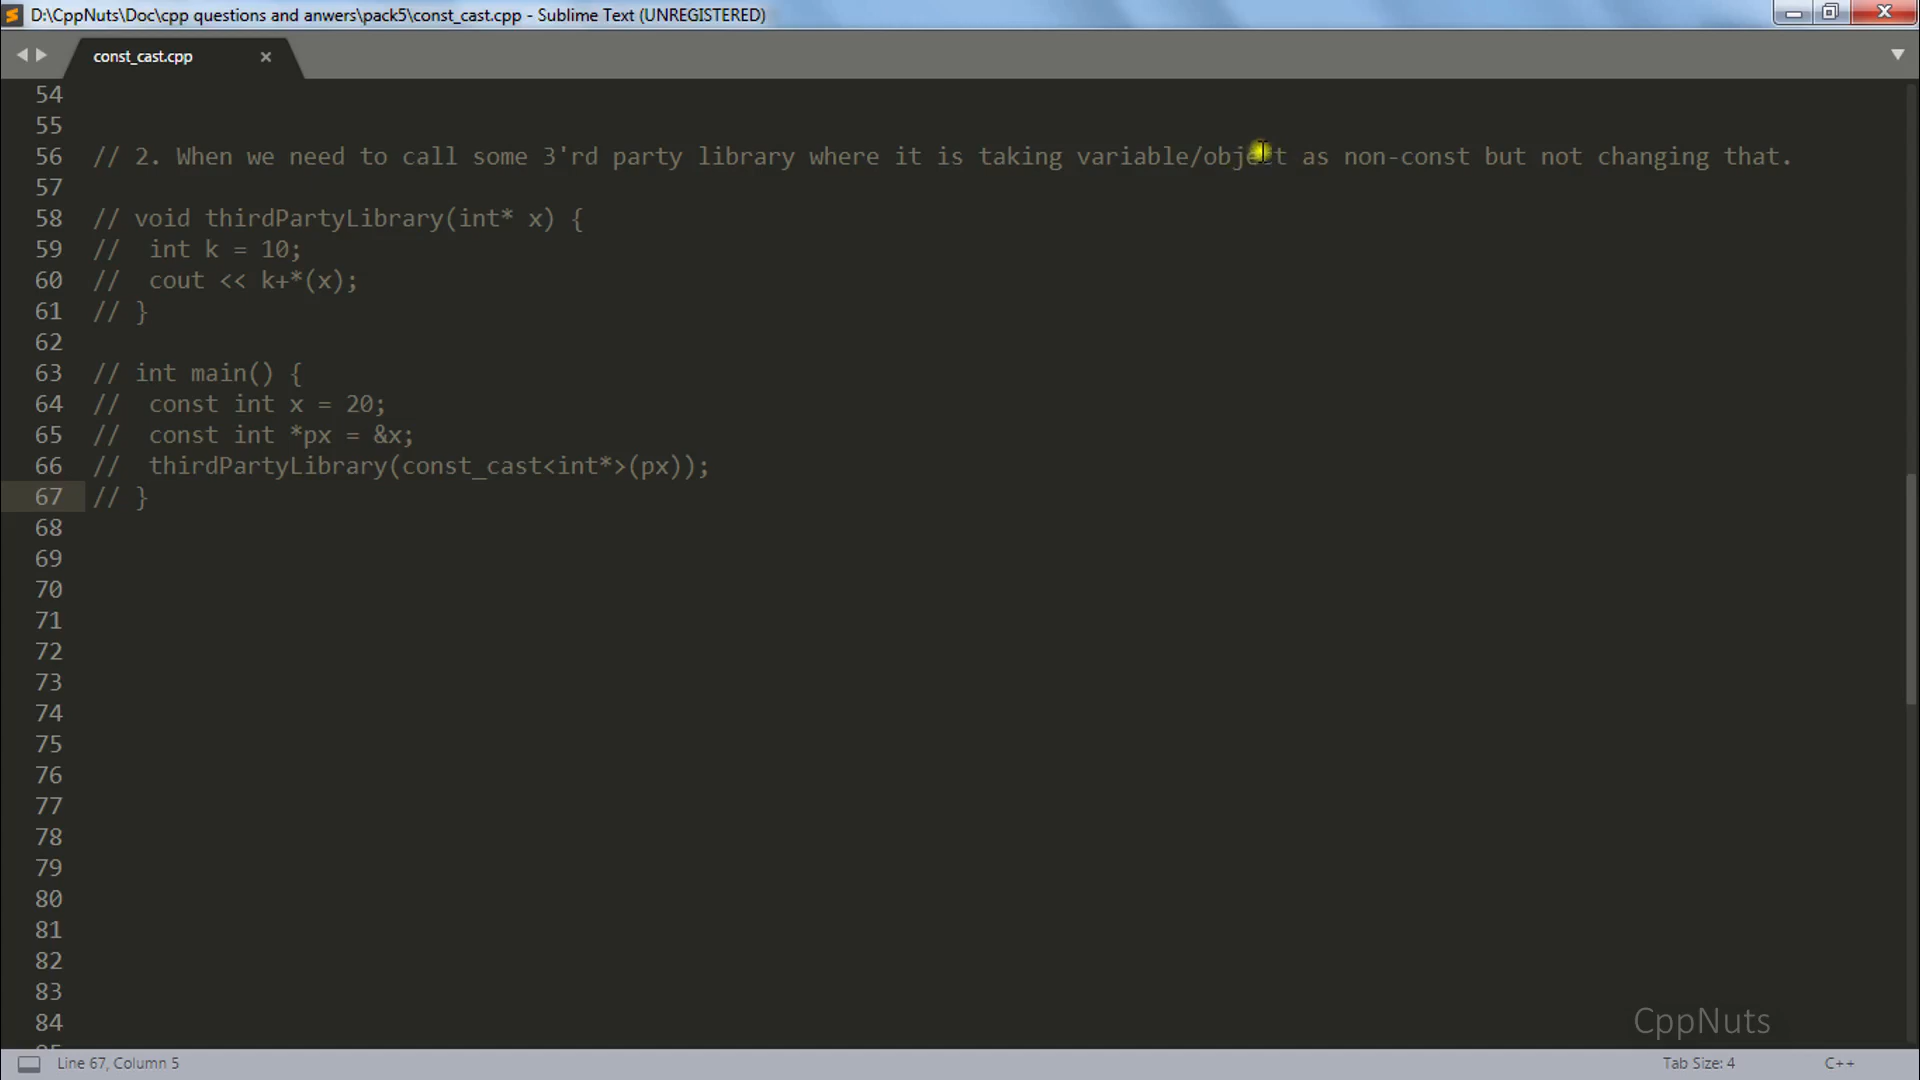 D:\CppNuts\Doc\cpp questions and anwers\pack5\const_cast.cpp - Sublime Text (UNREGISTERED)
const_cast.cpp
54
55
56 // 2. When we need to call some 3'rd party library where it is taking variable/object as non-const but not changing that.
57
58 // void thirdPartyLibrary(int* x) {
59 //  int k = 10;
60 //  cout << k+*(x);
61 // }
62
63 // int main() {
64 //  const int x = 20;
65 //  const int *px = &x;
66 //  thirdPartyLibrary(const_cast<int*>(px));
67 // }
68
69
70
71
72
73
74
75
76
77
78
79
80
81
82
83
84
CppNuts
Line 67, Column 5
Tab Size: 4
C++